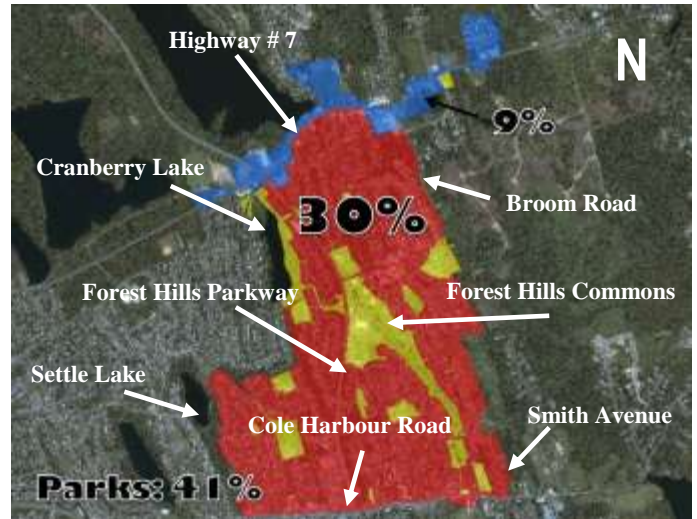 Highway # 7
N
9%
Cranberry Lake
Broom Road
30%
Forest Hills Parkway
Forest Hills Commons
Settle Lake
Smith Avenue
Cole Harbour Road
Parks: 41%